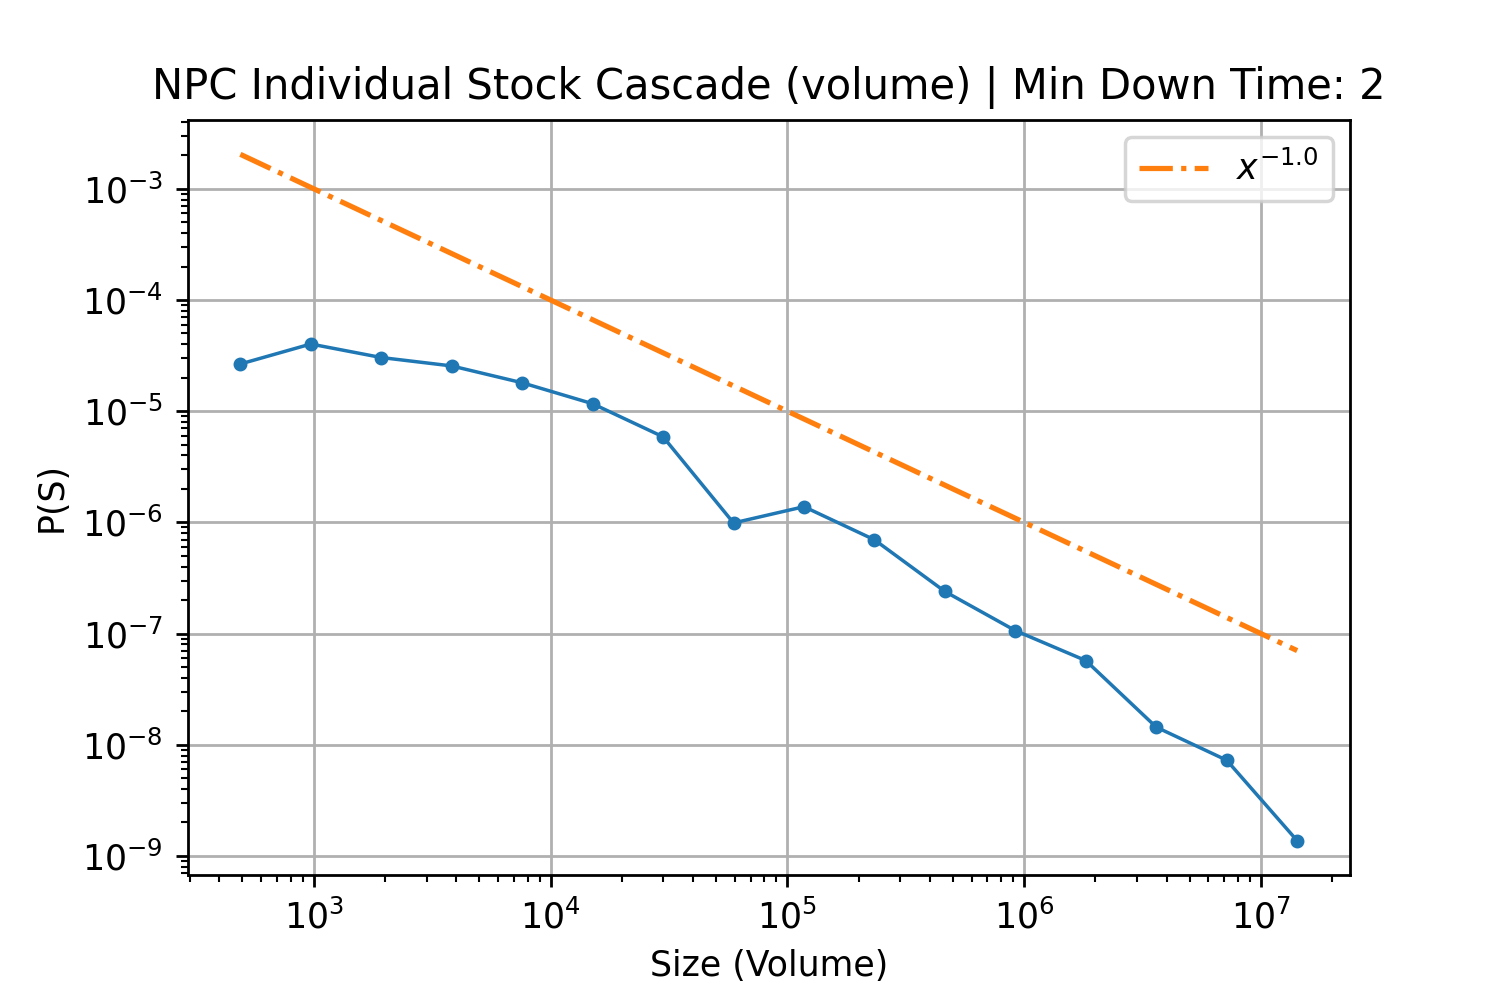 NPC Individual Stock Cascade (volume) | Min Down Time: 2
x^{-1.0}
10^{-3}
10^{-4}
10^{-5}
10^{-6}
10^{-7}
10^{-8}
10^{-9}
P(S)
10^{3} 10^{4} 10^{5} 10^{6} 10^{7}
Size (Volume)